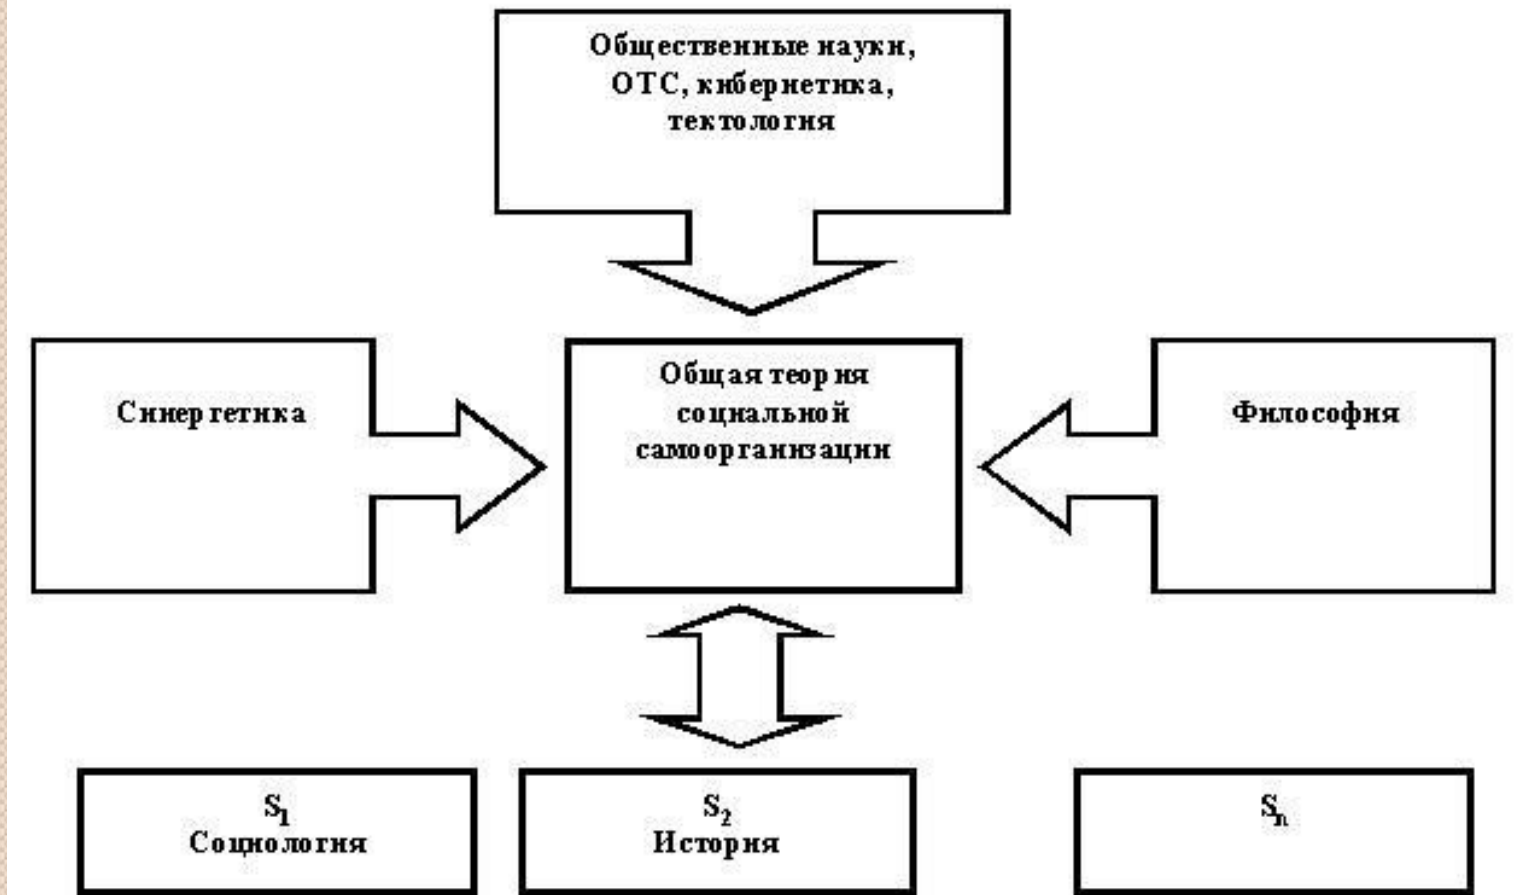 Общественные науки,
ОТС, кибернетика,
тектология
Синергетика
Общая теория
социальной
самоорганизации
Философия
S₁
Социология
S₂
История
Sₙ